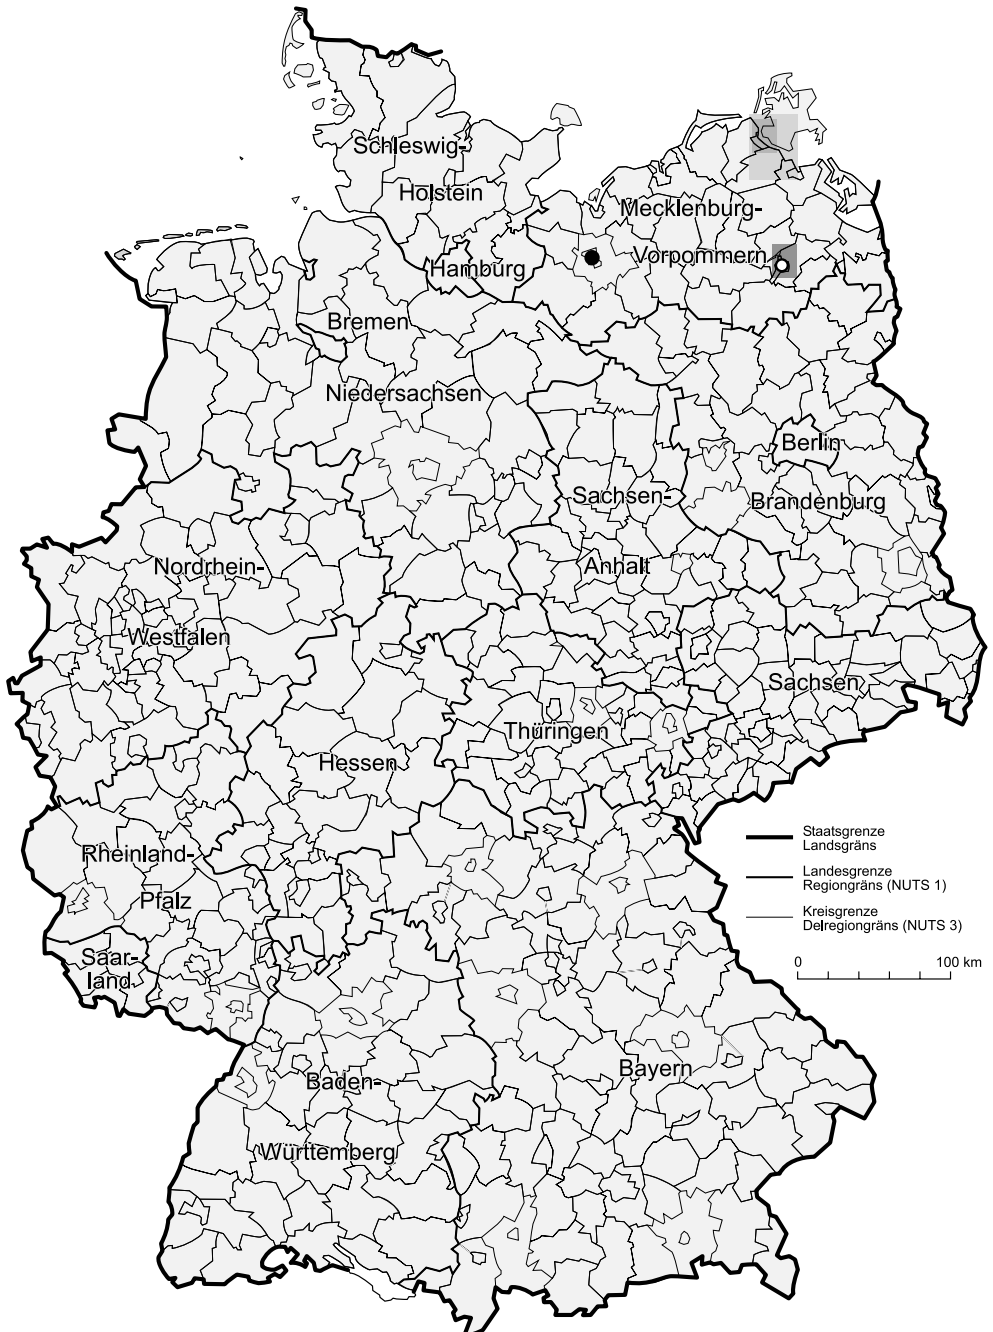 Schleswig-
Holstein
Mecklenburg-
Vorpommern
Hamburg
Bremen
Niedersachsen
Berlin
Sachsen-
Brandenburg
Nordrhein-
Anhalt
Westfalen
Sachsen
Thüringen
Hessen
Rheinland-
Pfalz
Saar-
land
Bayern
Baden-
Württemberg
Staatsgrenze
Landsgräns
Landesgrenze
Regiongräns (NUTS 1)
Kreisgrenze
Delregiongräns (NUTS 3)
0 100 km